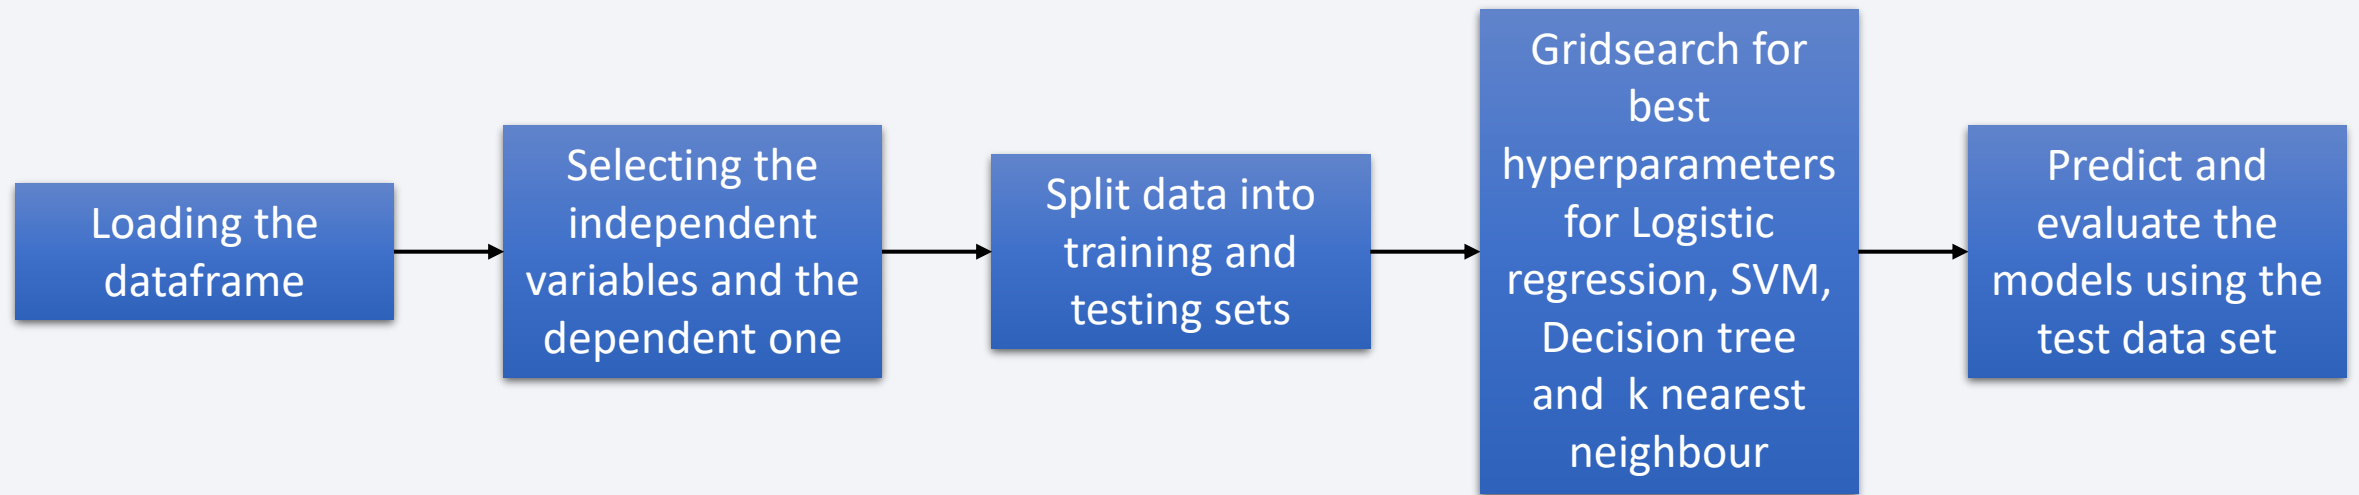 Loading the
dataframe
Selecting the
independent
variables and the
dependent one
Split data into
training and
testing sets
Gridsearch for
best
hyperparameters
for Logistic
regression, SVM,
Decision tree
and  k nearest
neighbour
Predict and
evaluate the
models using the
test data set